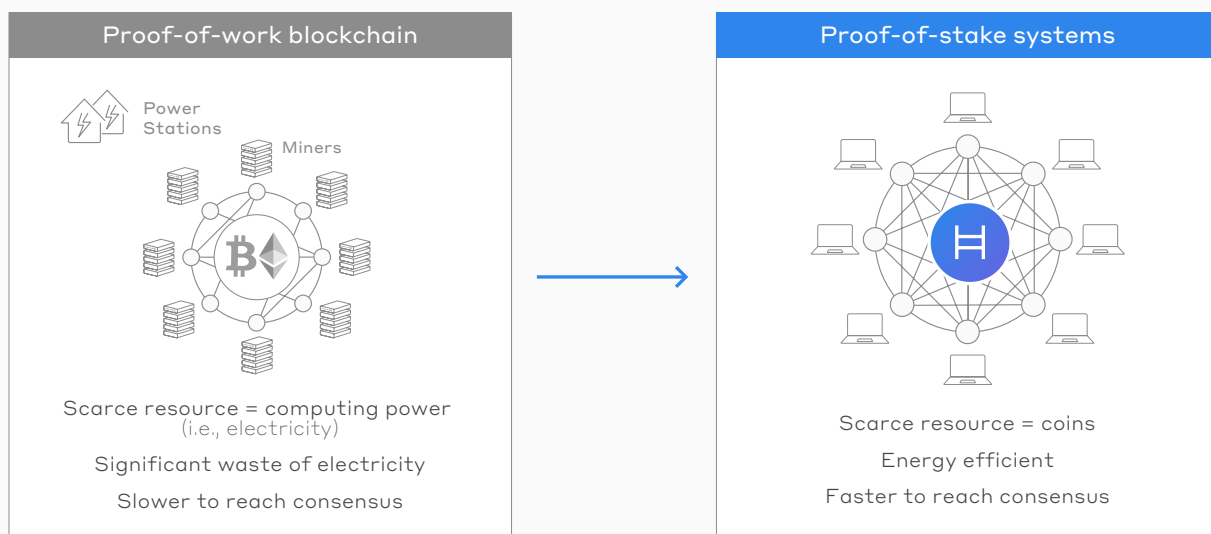 Proof-of-work blockchain
Power
Stations
Miners
Scarce resource = computing power
(i.e., electricity)
Significant waste of electricity
Slower to reach consensus
Proof-of-stake systems
Scarce resource = coins
Energy efficient
Faster to reach consensus